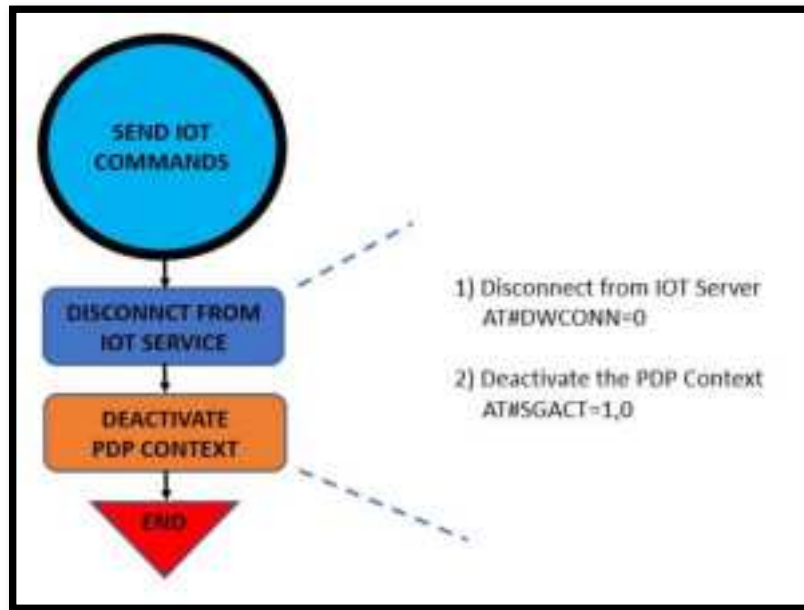 SEND IOT
COMMANDS
DISCONNCT FROM
IOT SERVICE
DEACTIVATE
PDP CONTEXT
END
1) Disconnect from IOT Server
AT#DWCONN=0
2) Deactivate the PDP Context
AT#SGACT=1,0